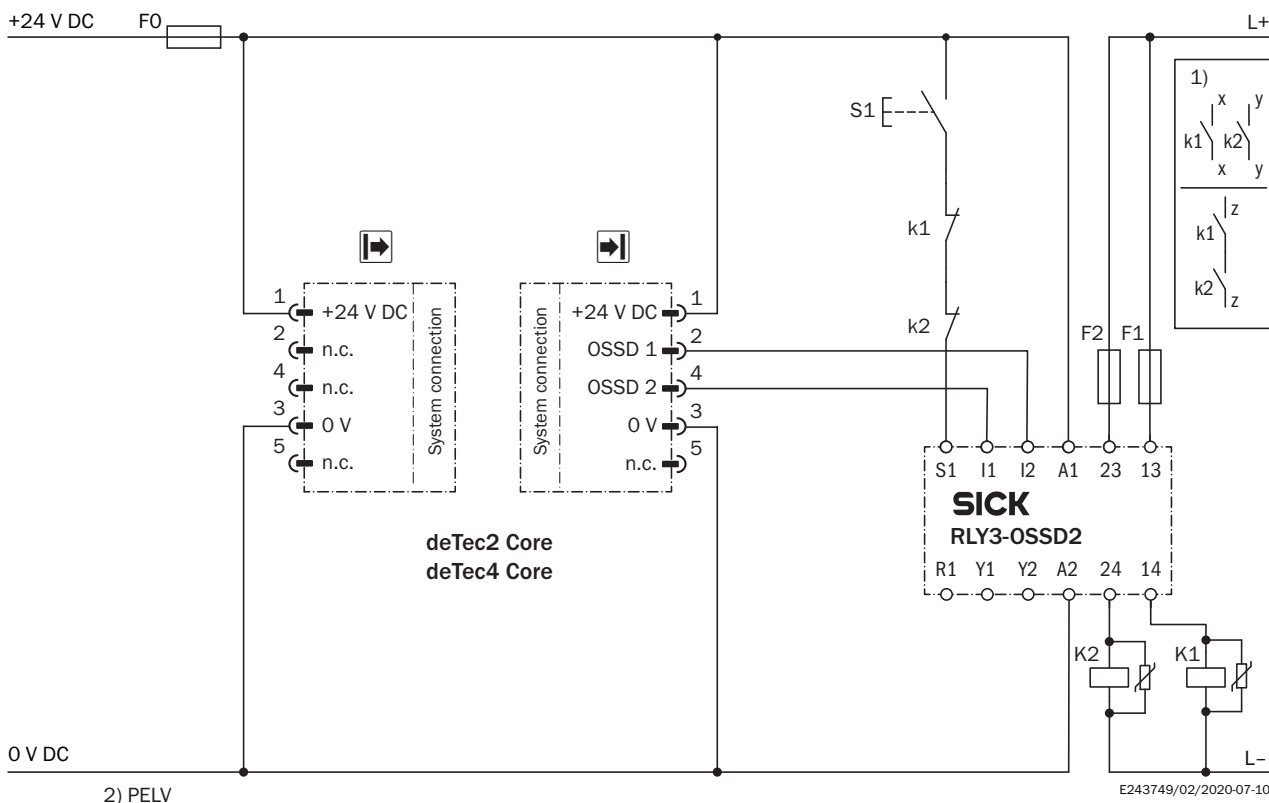 +24 V DC
F0
L+
1)
x
y
k1
k2
x
y
z
k1
k2
z
S1
k1
k2
F2
F1
1
+24 V DC
2
n.c.
4
n.c.
3
0 V
5
n.c.
System connection
System connection
+24 V DC
1
OSSD 1
2
OSSD 2
4
0 V
3
n.c.
5
deTec2 Core
deTec4 Core
S1
I1
I2
A1
23
13
SICK
RLY3-OSSD2
R1
Y1
Y2
A2
24
14
K2
K1
0 V DC
L–
2) PELV
E243749/02/2020-07-10